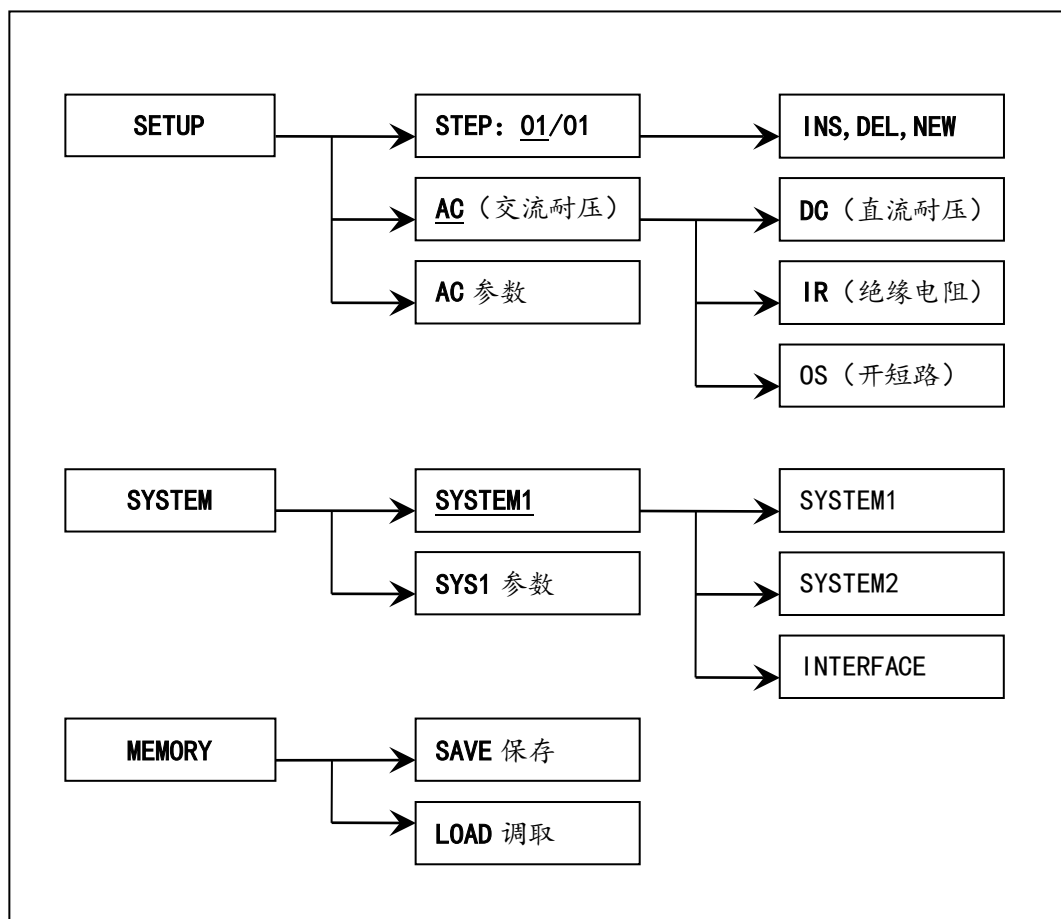 SETUP
STEP: 01/01
INS,DEL,NEW
AC（交流耐压）
DC（直流耐压）
AC 参数
IR（绝缘电阻）
OS（开短路）
SYSTEM
SYSTEM1
SYSTEM1
SYS1 参数
SYSTEM2
INTERFACE
MEMORY
SAVE 保存
LOAD 调取